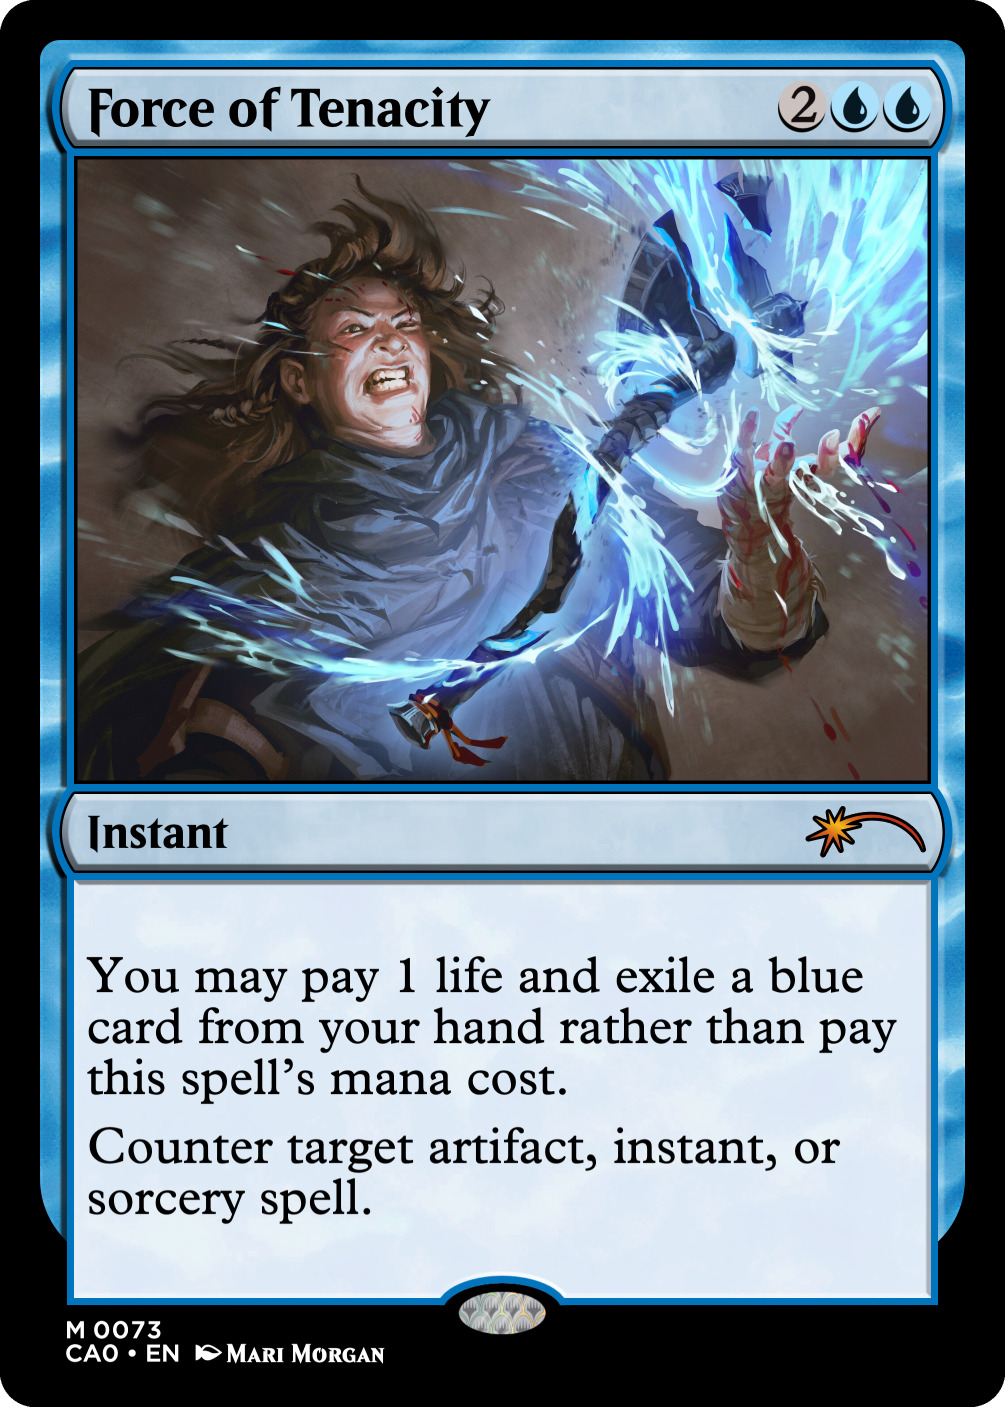 Force of Tenacity 2
Instant
You may pay 1 life and exile a blue
card from your hand rather than pay
this spell's mana cost.
Counter target artifact, instant, or
sorcery spell.
M 0073
CAO • EN MARI MORGAN